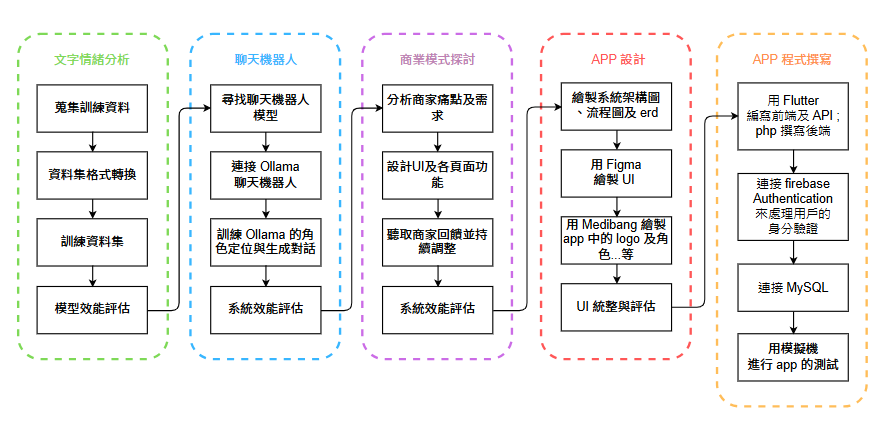 文字情緒分析
蒐集訓練資料
資料集格式轉換
訓練資料集
模型效能評估
聊天機器人
尋找聊天機器人
模型
連接 Ollama
聊天機器人
訓練 Ollama 的角
色定位與生成對話
系統效能評估
商業模式探討
分析商家痛點及需
求
設計UI及各頁面功
能
聽取商家回饋並持
續調整
系統效能評估
APP 設計
繪製系統架構圖
、流程圖及 erd
用 Figma
繪製 UI
用 Medibang 繪製
app 中的 logo 及角
色...等
UI 統整與評估
APP 程式撰寫
用 Flutter
編寫前端及 API ;
php 撰寫後端
連接 firebase
Authentication
來處理用戶的
身分驗證
連接 MySQL
用模擬機
進行 app 的測試